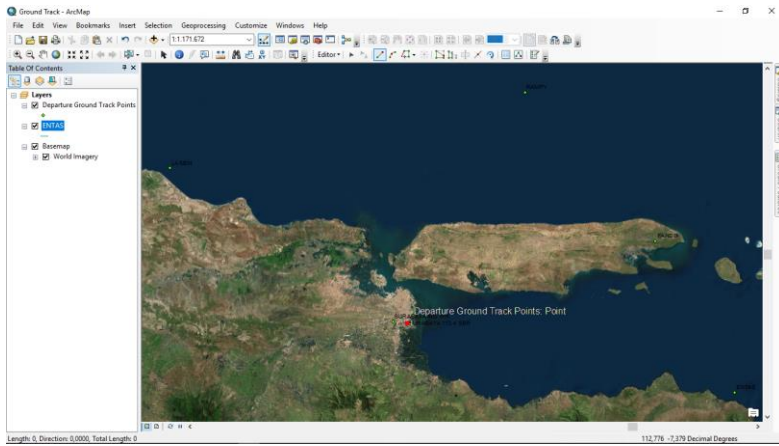 Ground Track - ArcMap
File Edit View Bookmarks Insert Selection Geoprocessing Customize Windows Help
1:1.171.672
Editor
Table Of Contents
Layers
Departure Ground Track Points
ENTAS
Basemap
World Imagery
Departure Ground Track Points: Point
Length: 0, Direction: 0,0000, Total Length: 0
112,776 -7,379 Decimal Degrees